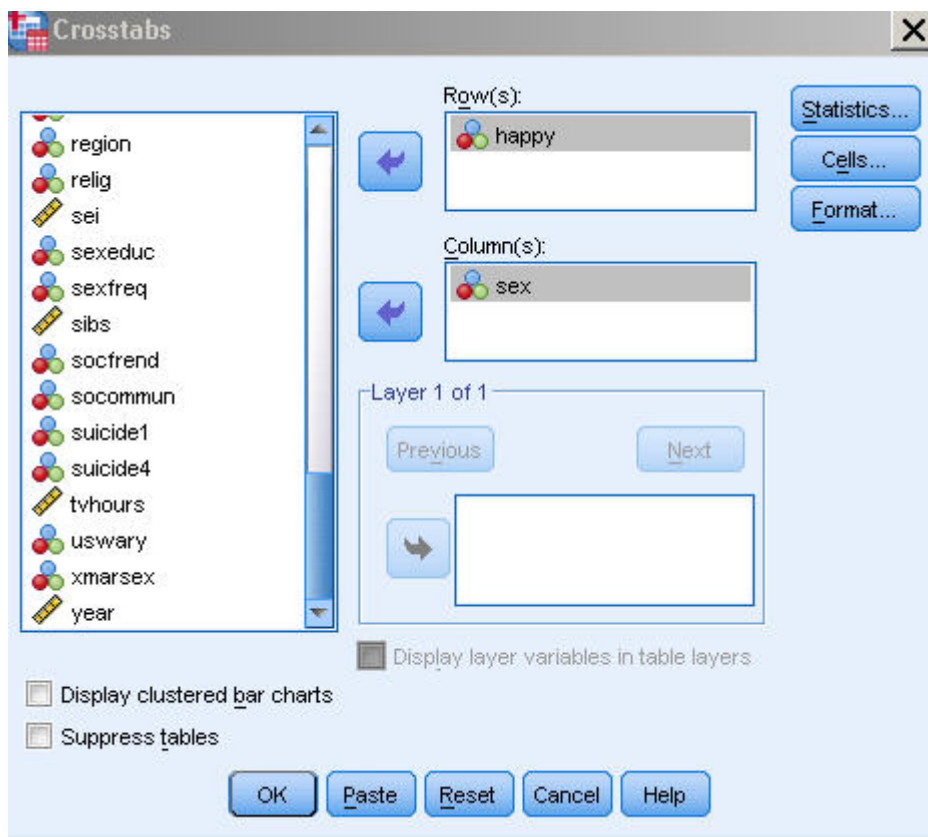 Crosstabs
region
relig
sei
sexeduc
sexfreq
sibs
socfrend
socommun
suicide1
suicide4
tvhours
uswary
xmarsex
year
Row(s):
happy
Column(s):
sex
Layer 1 of 1
Previous
Next
Display layer variables in table layers
Statistics...
Cells...
Format...
Display clustered bar charts
Suppress tables
OK Paste Reset Cancel Help